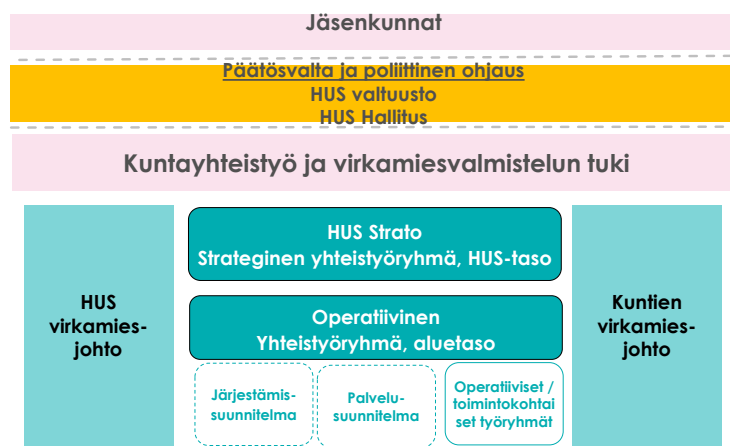 Jäsenkunnat
Päätösvalta ja poliittinen ohjaus
HUS valtuusto
HUS Hallitus
Kuntayhteistyö ja virkamiesvalmistelun tuki
HUS
virkamies-
johto
HUS Strato
Strateginen yhteistyöryhmä, HUS-taso
Operatiivinen
Yhteistyöryhmä, aluetaso
Järjestämis-
suunnitelma
Palvelu-
suunnitelma
Operatiiviset /
toimintokohtai
set työryhmät
Kuntien
virkamies-
johto